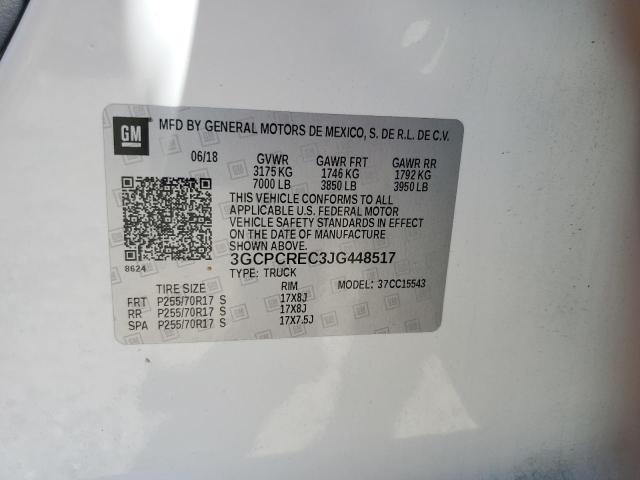 GM MFD BY GENERAL MOTORS DE MEXICO, S. DE R.L. DE C.V.
06/18 GVWR GAWR FRT GAWR RR
3175 KG 1746 KG 1792 KG
7000 LB 3850 LB 3950 LB
THIS VEHICLE CONFORMS TO ALL
APPLICABLE U.S. FEDERAL MOTOR
VEHICLE SAFETY STANDARDS IN EFFECT
ON THE DATE OF MANUFACTURE
SHOWN ABOVE.
8624 3GCPCREC3JG448517
TYPE: TRUCK
TIRE SIZE RIM MODEL: 37CC15543
FRT P255/70R17 S 17X8J
RR P255/70R17 S 17X8J
SPA P255/70R17 S 17X7.5J